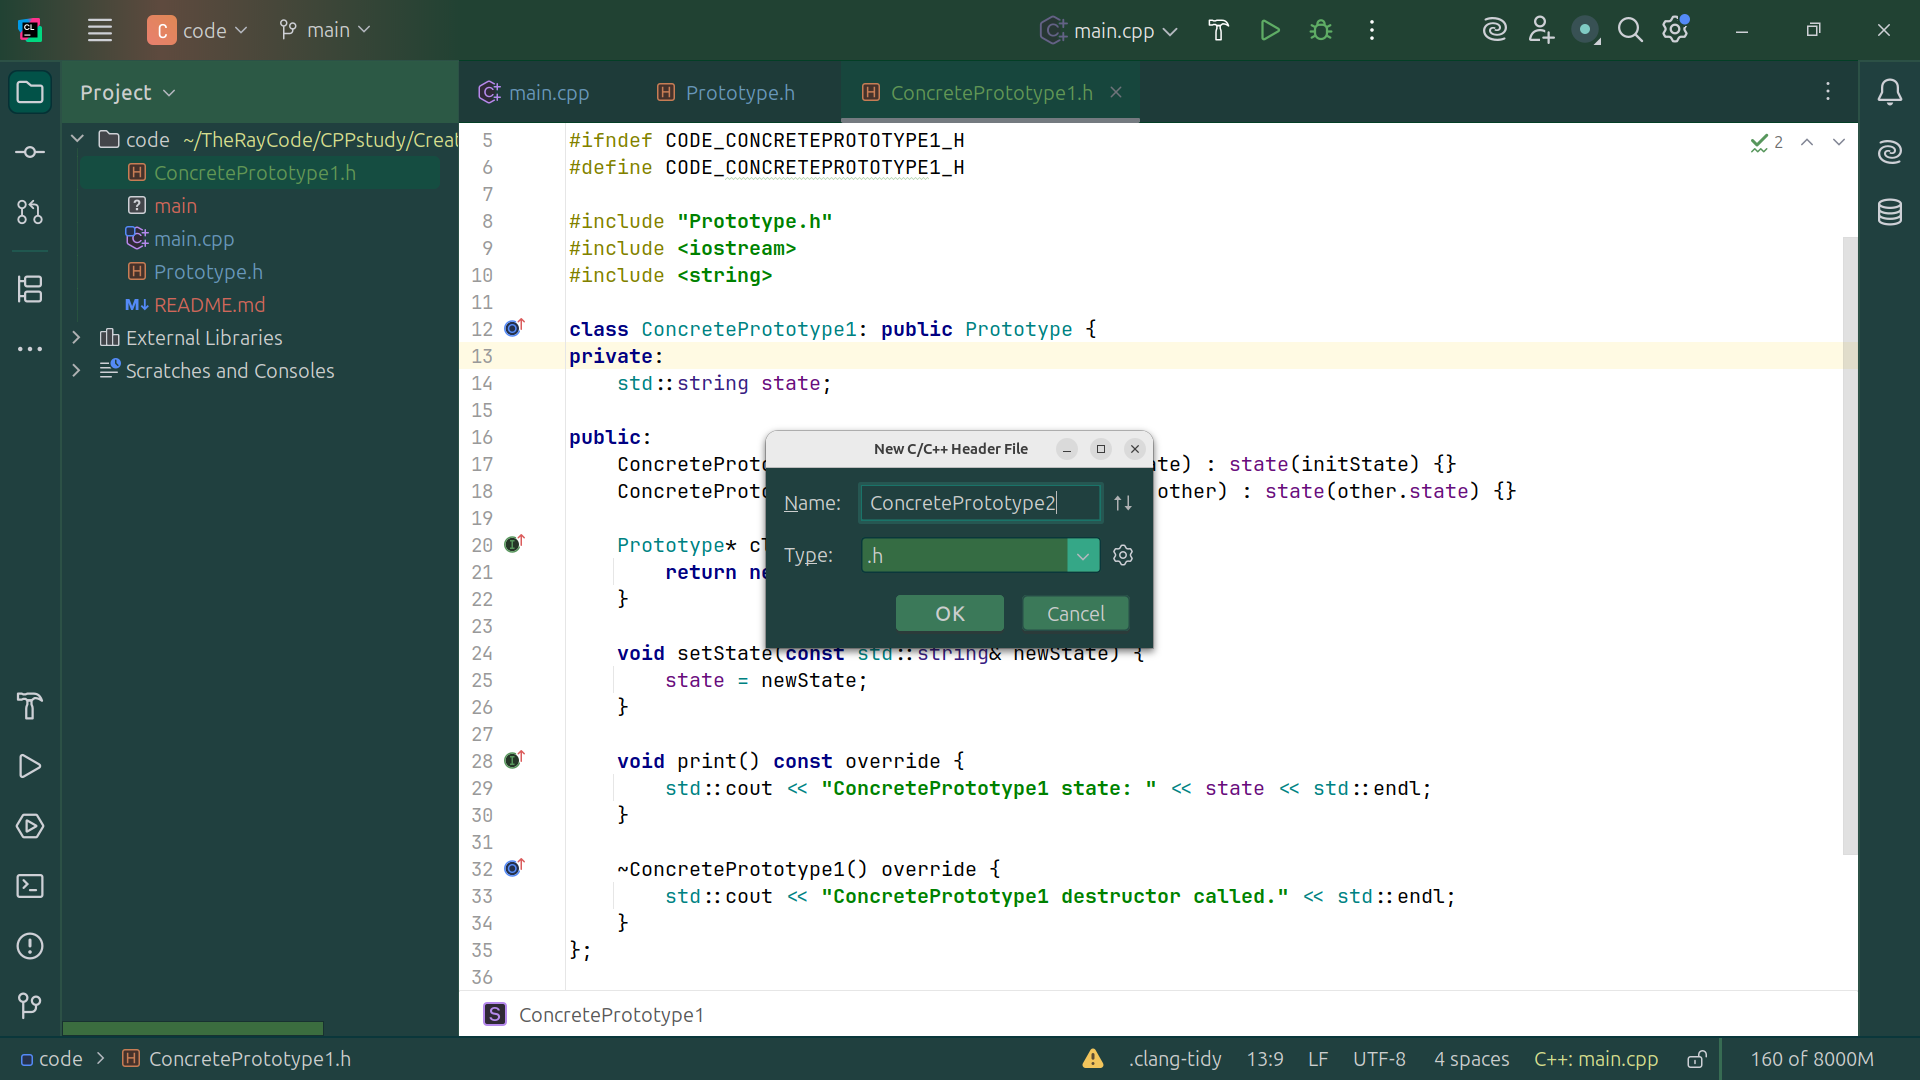 C code main
main.cpp
Project
main.cpp Prototype.h ConcretePrototype1.h
code ~/TheRayCode/CPPstudy/Creat
ConcretePrototype1.h
main
main.cpp
Prototype.h
README.md
External Libraries
Scratches and Consoles
2
5 #ifndef CODE_CONCRETEPROTOTYPE1_H
6 #define CODE_CONCRETEPROTOTYPE1_H
7
8 #include "Prototype.h"
9 #include <iostream>
10 #include <string>
11
12 class ConcretePrototype1: public Prototype {
13 private:
14 std::string state;
15
16 public:
17 ConcreteProto te) : state(initState) {}
18 ConcreteProto other) : state(other.state) {}
19
20 Prototype* cl
21 return ne
22 }
23
24 void setState(const std::string& newState) {
25 state = newState;
26 }
27
28 void print() const override {
29 std::cout << "ConcretePrototype1 state: " << state << std::endl;
30 }
31
32 ~ConcretePrototype1() override {
33 std::cout << "ConcretePrototype1 destructor called." << std::endl;
34 }
35 };
36
New C/C++ Header File
Name: ConcretePrototype2
Type: .h
OK Cancel
S ConcretePrototype1
code > ConcretePrototype1.h .clang-tidy 13:9 LF UTF-8 4 spaces C++: main.cpp 160 of 8000M